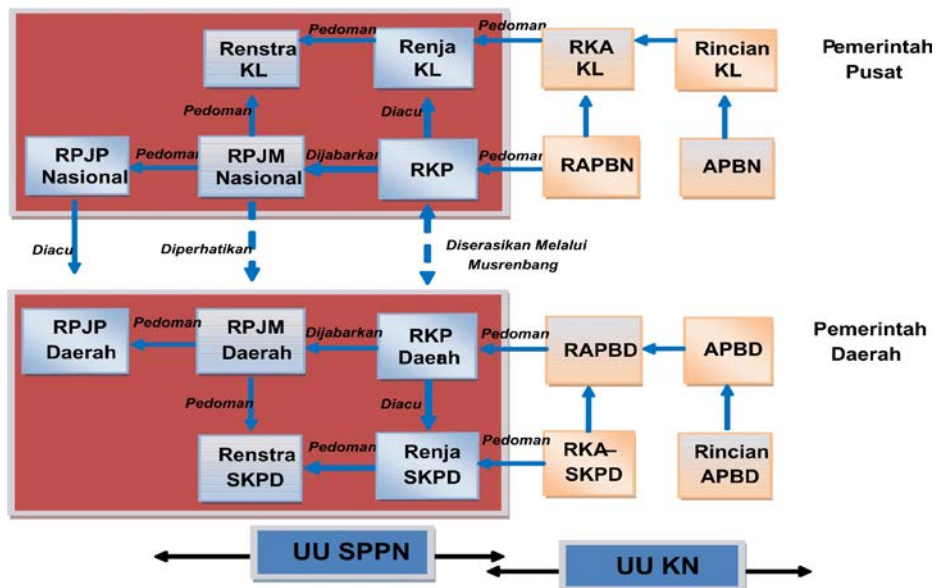 Pedoman
Pedoman
Renstra
KL
Renja
KL
RKA
KL
Rincian
KL
Pemerintah
Pusat
Pedoman
Diacu
RPJP
Nasional
Pedoman
RPJM
Nasional
Dijabarkan
RKP
Pedoman
RAPBN
APBN
Diacu
Diperhatikan
Diserasikan Melalui
Musrenbang
RPJP
Daerah
Pedoman
RPJM
Daerah
Dijabarkan
RKP
Daerah
Pedoman
RAPBD
APBD
Pemerintah
Daerah
Pedoman
Diacu
Renstra
SKPD
Pedoman
Renja
SKPD
Pedoman
RKA–
SKPD
Rincian
APBD
UU SPPN
UU KN